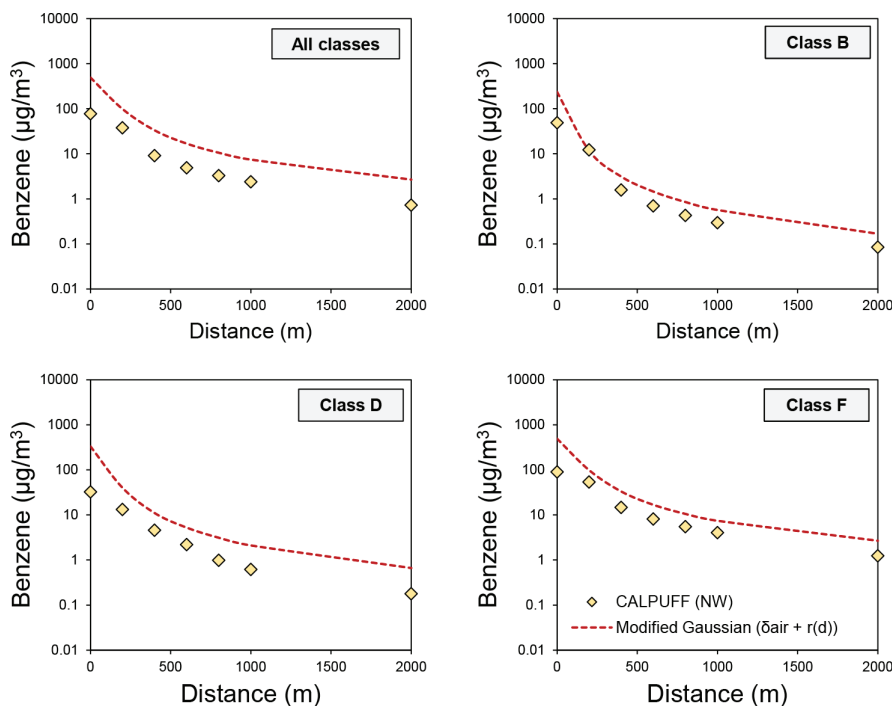 All classes
Benzene (µg/m³)
10000
1000
100
10
1
0.1
0.01
0 500 1000 1500 2000
Distance (m)
Class B
Benzene (µg/m³)
10000
1000
100
10
1
0.1
0.01
0 500 1000 1500 2000
Distance (m)
Class D
Benzene (µg/m³)
10000
1000
100
10
1
0.1
0.01
0 500 1000 1500 2000
Distance (m)
Class F
Benzene (µg/m³)
10000
1000
100
10
1
0.1
0.01
CALPUFF (NW)
Modified Gaussian (δair + r(d))
0 500 1000 1500 2000
Distance (m)